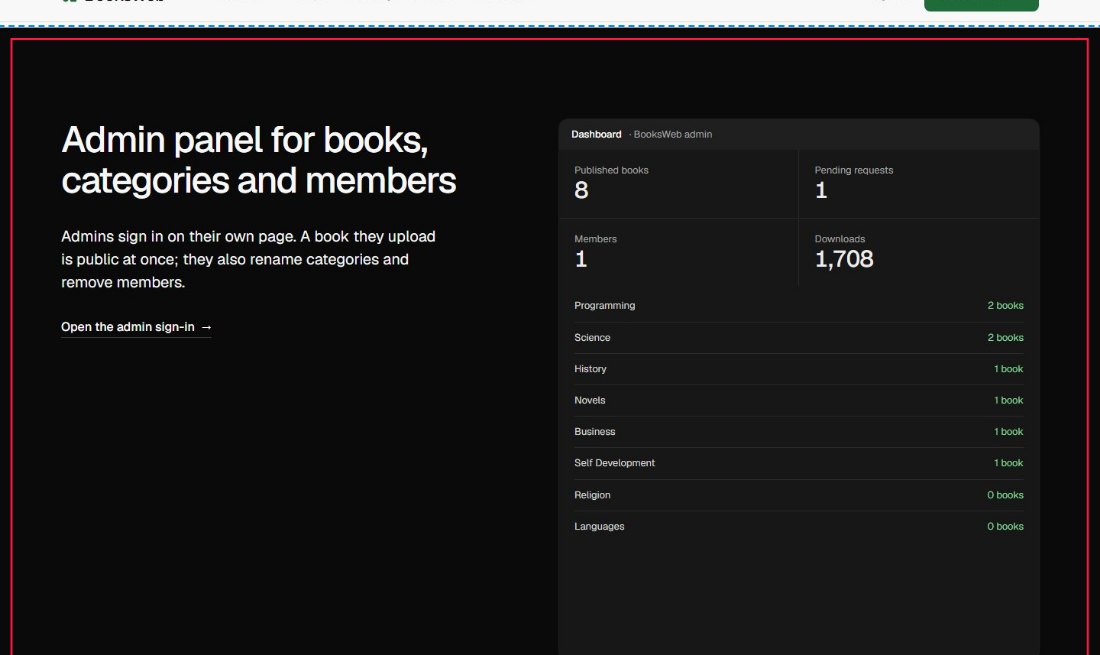 Admin panel for books,
categories and members
Admins sign in on their own page. A book they upload
is public at once; they also rename categories and
remove members.
Open the admin sign-in →
Dashboard · BooksWeb admin
Published books
8
Pending requests
1
Members
1
Downloads
1,708
Programming 2 books
Science 2 books
History 1 book
Novels 1 book
Business 1 book
Self Development 1 book
Religion 0 books
Languages 0 books